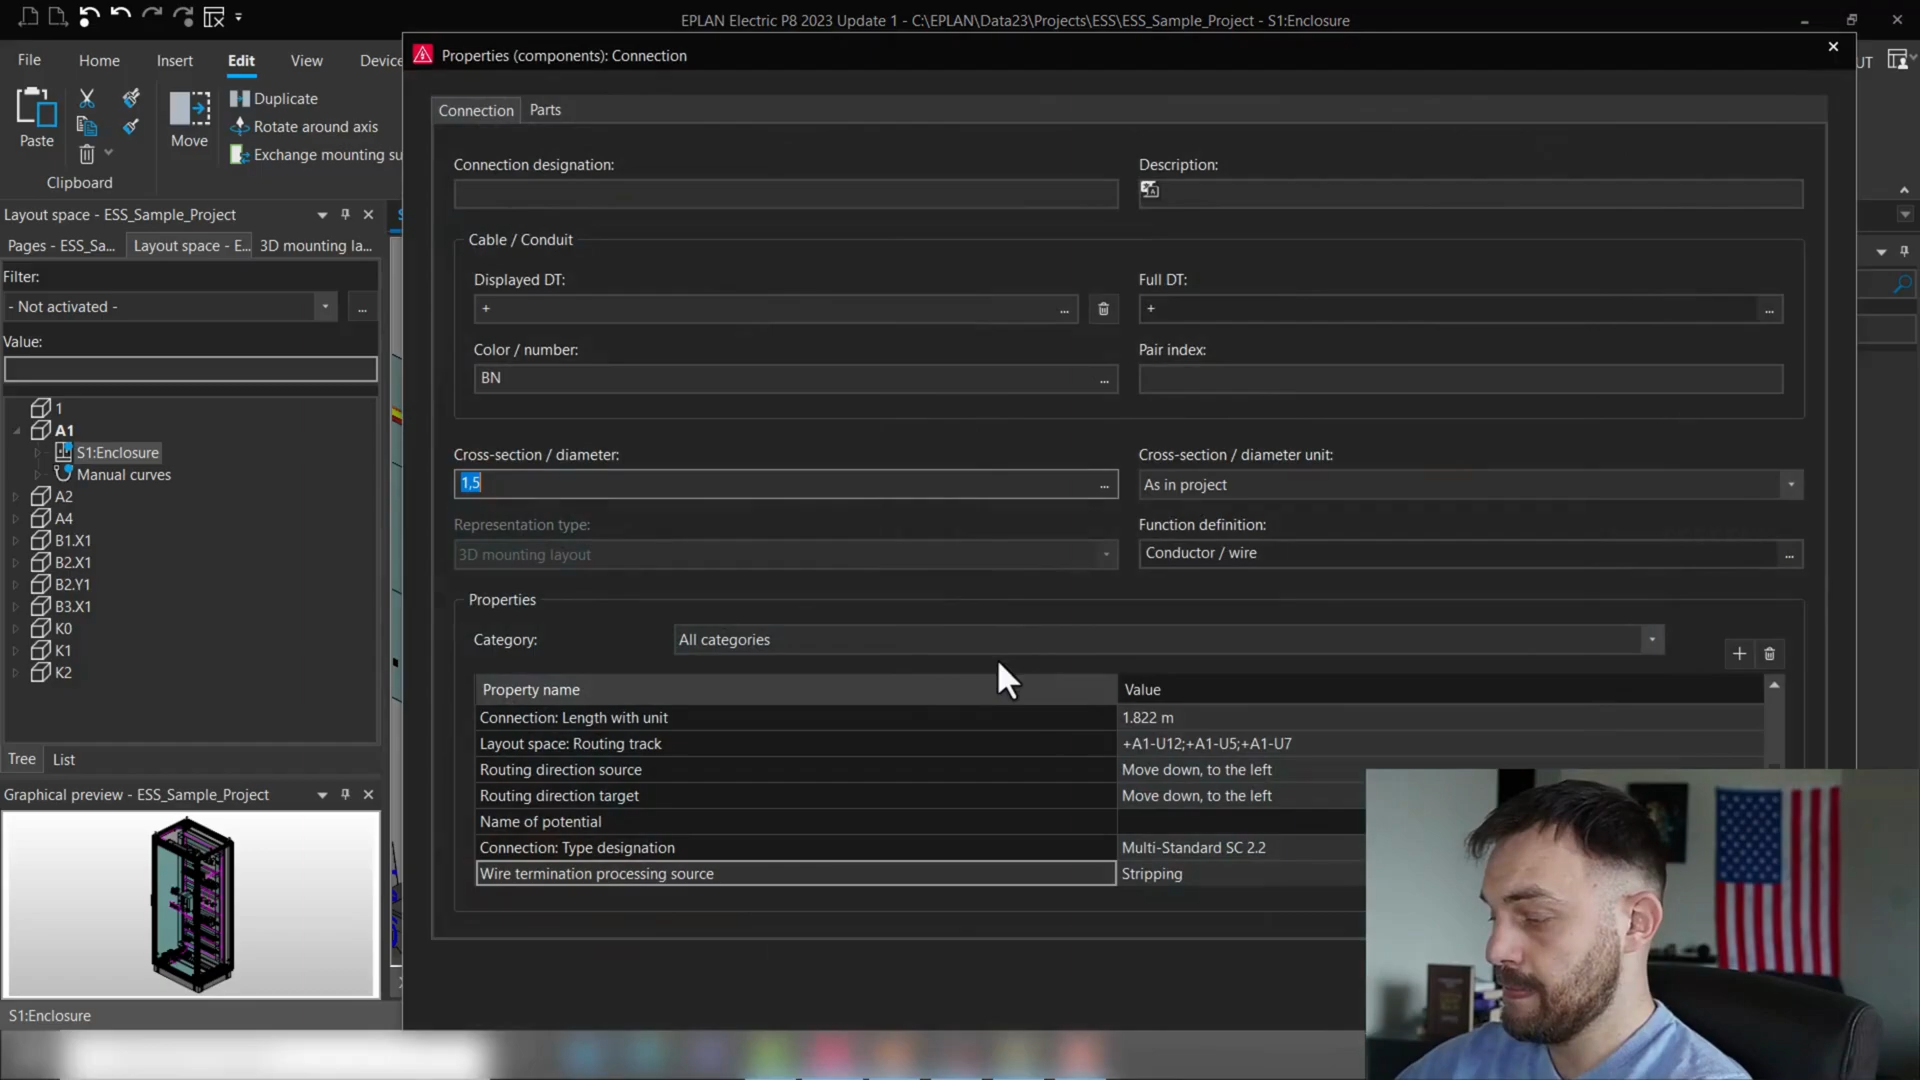 EPLAN Electric P8 2023 Update 1 - C:\EPLAN\Data23\Projects\ESS\ESS_Sample_Project - S1:Enclosure
File
Home
Insert
Edit
View
Device
UT
Paste
Move
Duplicate
Rotate around axis
Exchange mounting su
Clipboard
Layout space - ESS_Sample_Project
Pages - ESS_Sa...
Layout space - E...
3D mounting la...
Filter:
- Not activated -
...
Value:
1
A1
S1:Enclosure
Manual curves
A2
A4
B1.X1
B2.X1
B2.Y1
B3.X1
K0
K1
K2
Tree
List
Graphical preview - ESS_Sample_Project
S1:Enclosure
Properties (components): Connection
Connection
Parts
Connection designation:
Description:
Cable / Conduit
Displayed DT:
Full DT:
+
...
+
...
Color / number:
Pair index:
BN
...
Cross-section / diameter:
Cross-section / diameter unit:
1,5
...
As in project
Representation type:
Function definition:
3D mounting layout
Conductor / wire
...
Properties
Category:
All categories
Property name
Value
Connection: Length with unit
1.822 m
Layout space: Routing track
+A1-U12;+A1-U5;+A1-U7
Routing direction source
Move down, to the left
Routing direction target
Move down, to the left
Name of potential
Connection: Type designation
Multi-Standard SC 2.2
Wire termination processing source
Stripping